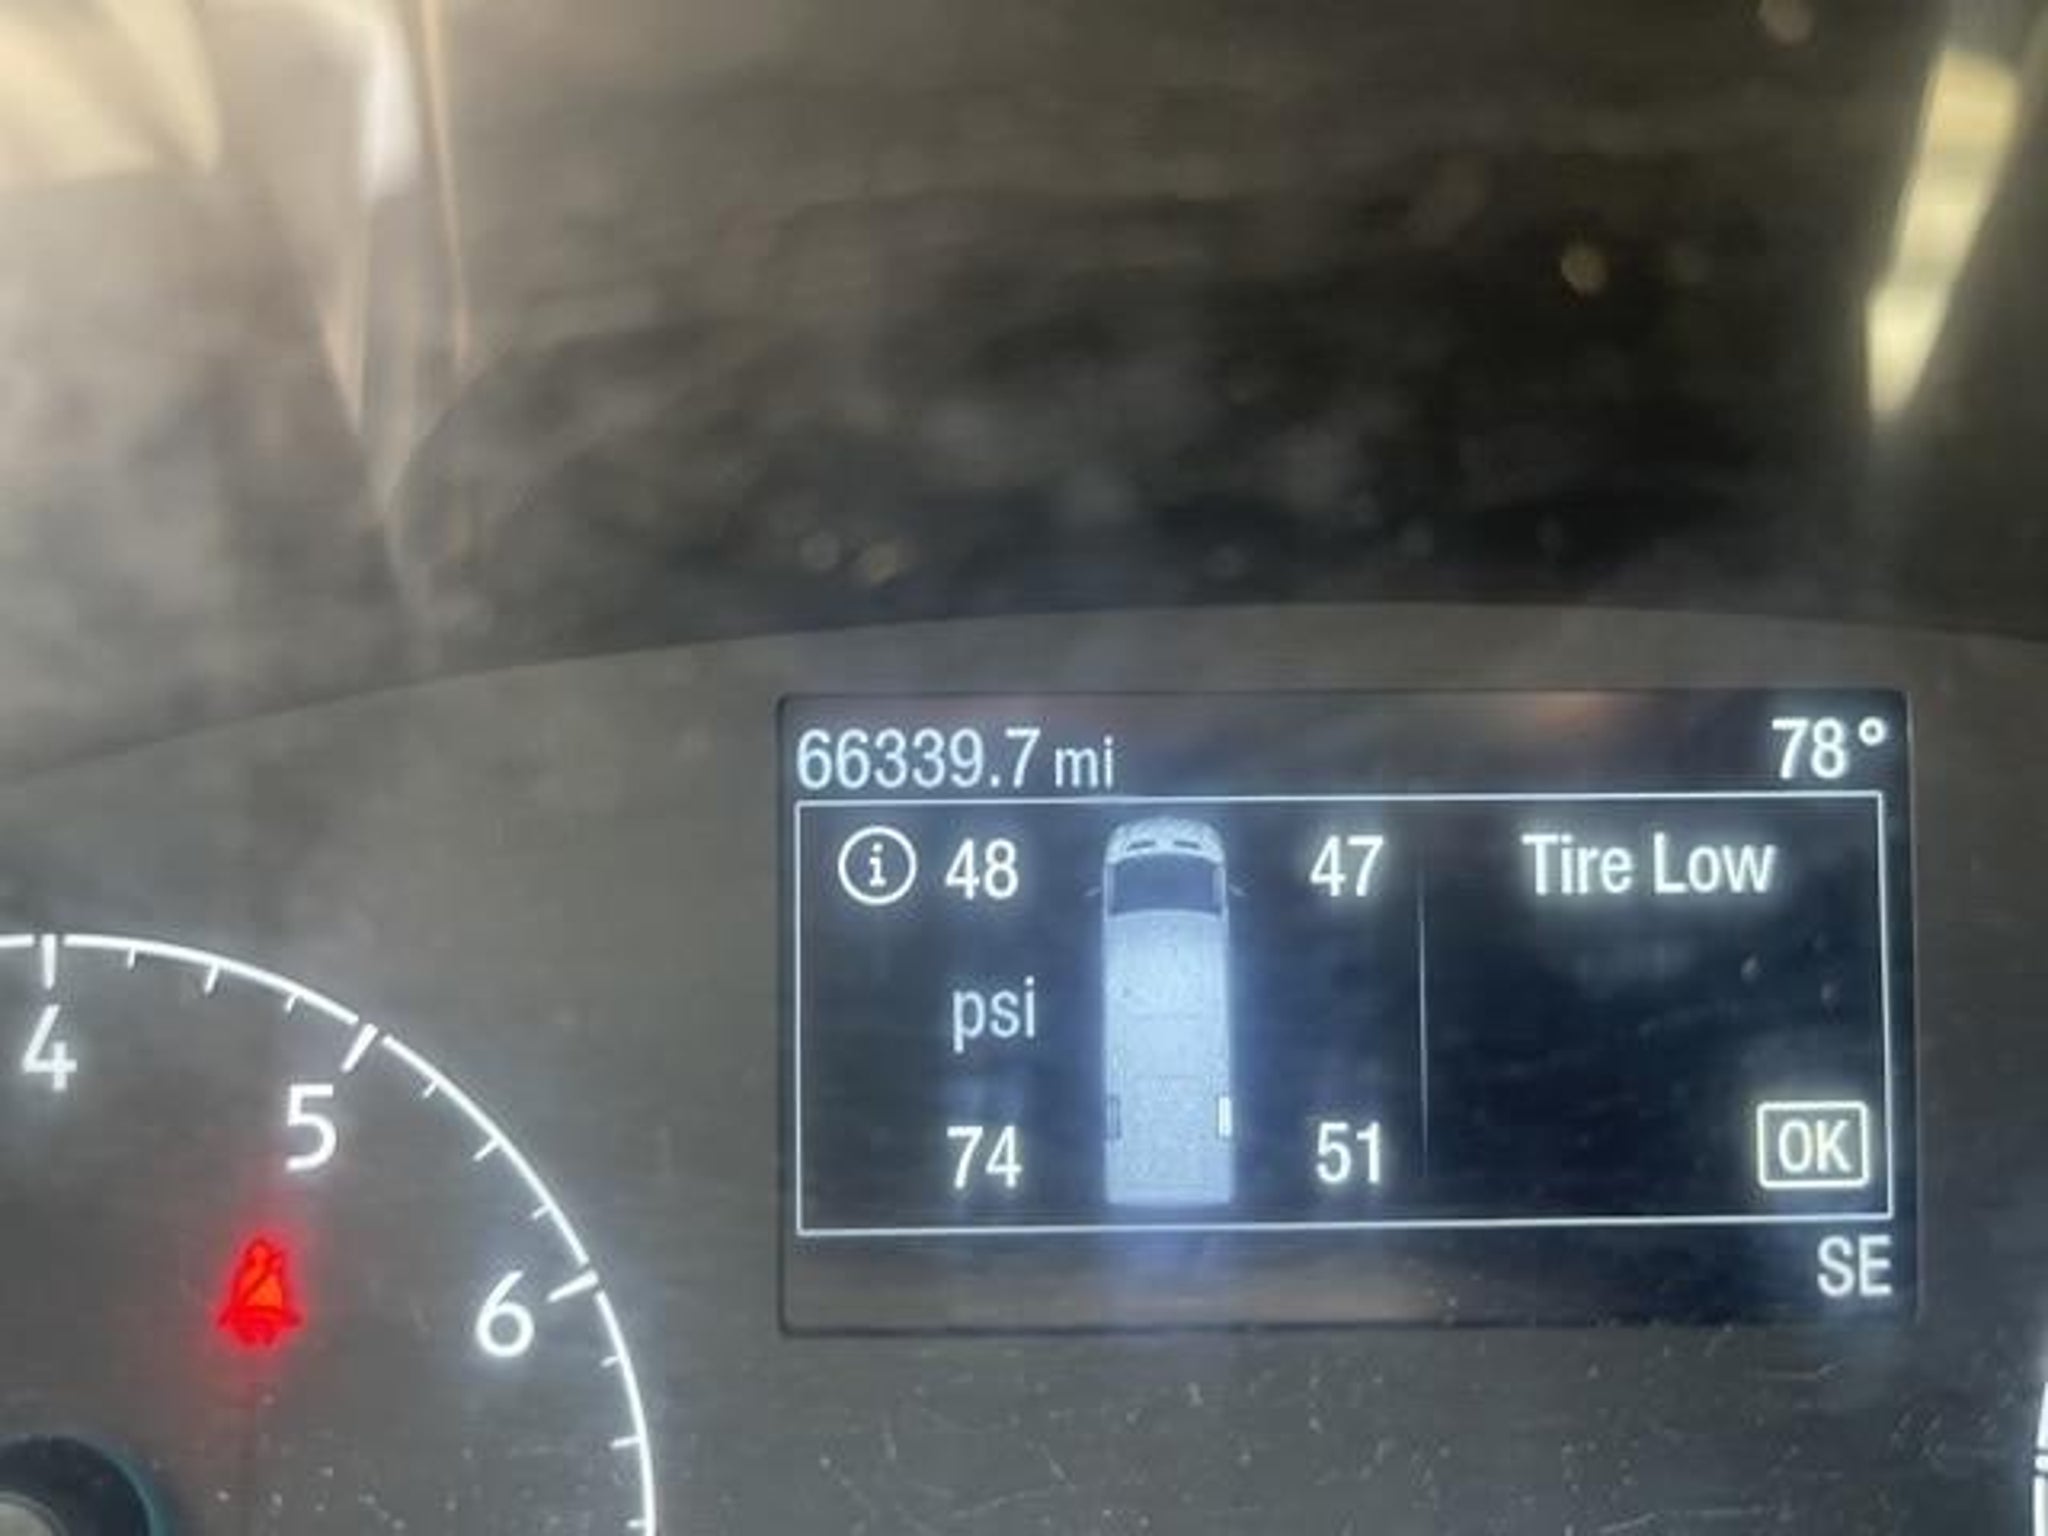 66339.7 mi 78°
i 48 47 Tire Low
psi
74 51 OK
SE
4
5
6